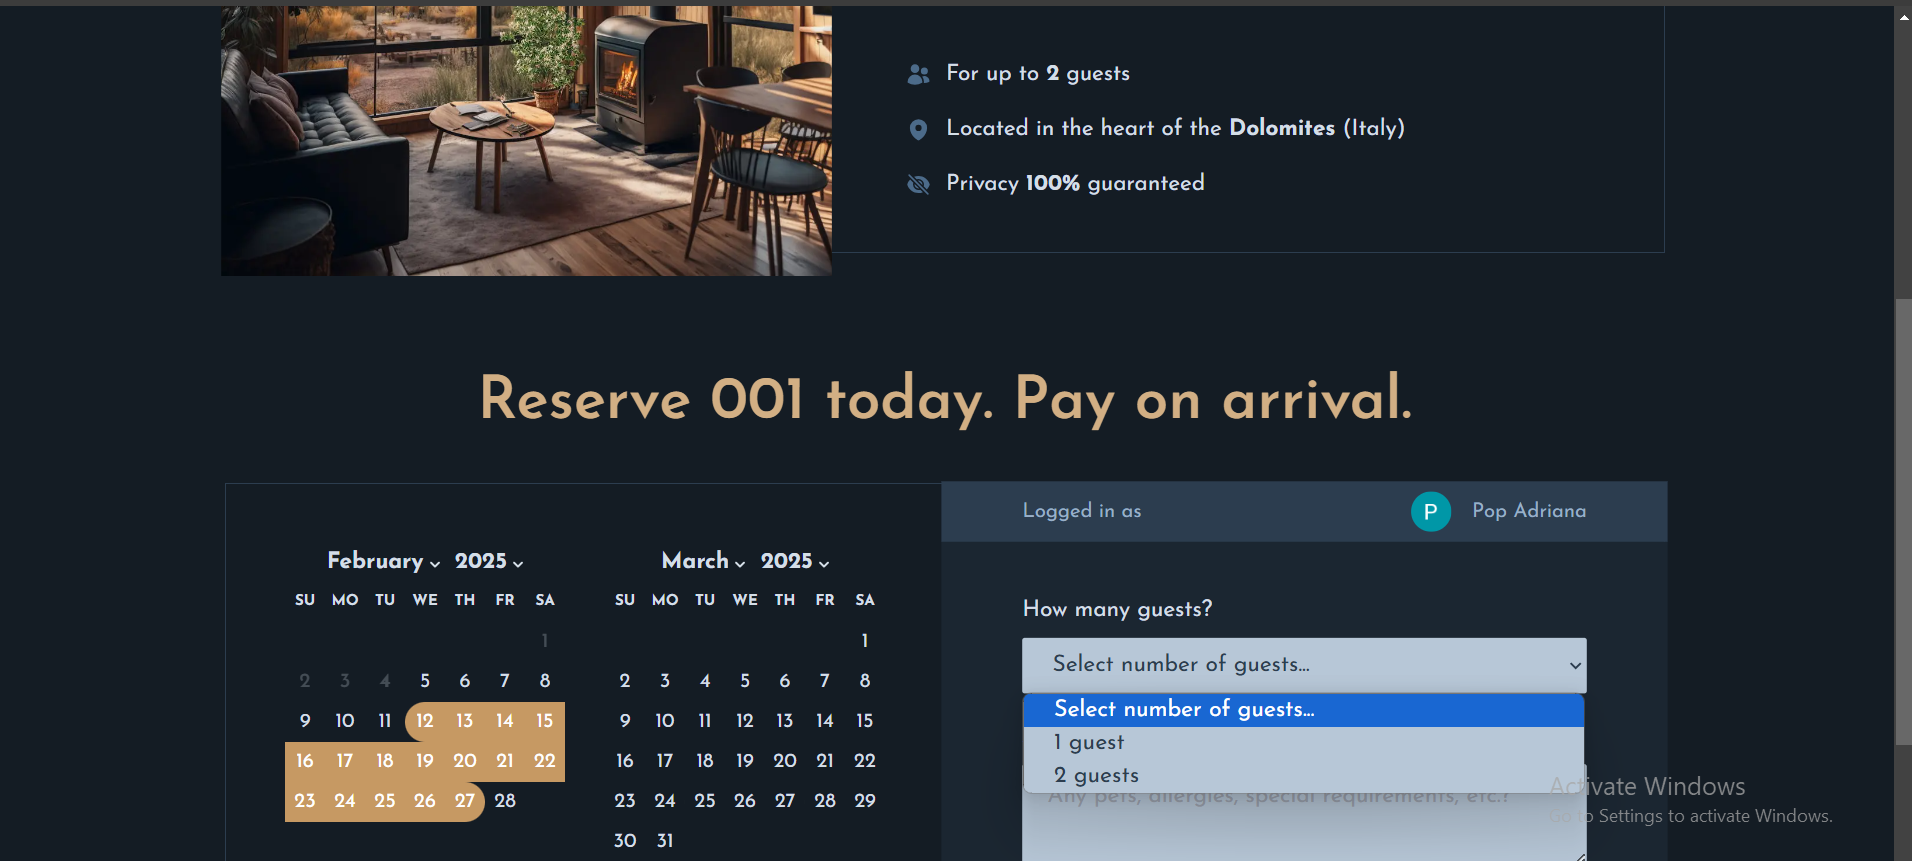 For up to 2 guests
Located in the heart of the Dolomites (Italy)
Privacy 100% guaranteed
Reserve 001 today. Pay on arrival.
Logged in as
P
Pop Adriana
February 2025
SU MO TU WE TH FR SA
1
2 3 4 5 6 7 8
9 10 11 12 13 14 15
16 17 18 19 20 21 22
23 24 25 26 27 28
March 2025
SU MO TU WE TH FR SA
1
2 3 4 5 6 7 8
9 10 11 12 13 14 15
16 17 18 19 20 21 22
23 24 25 26 27 28 29
30 31
How many guests?
Select number of guests...
Select number of guests...
1 guest
2 guests
Any pets, allergies, special requirements, etc.?
Activate Windows
Go to Settings to activate Windows.